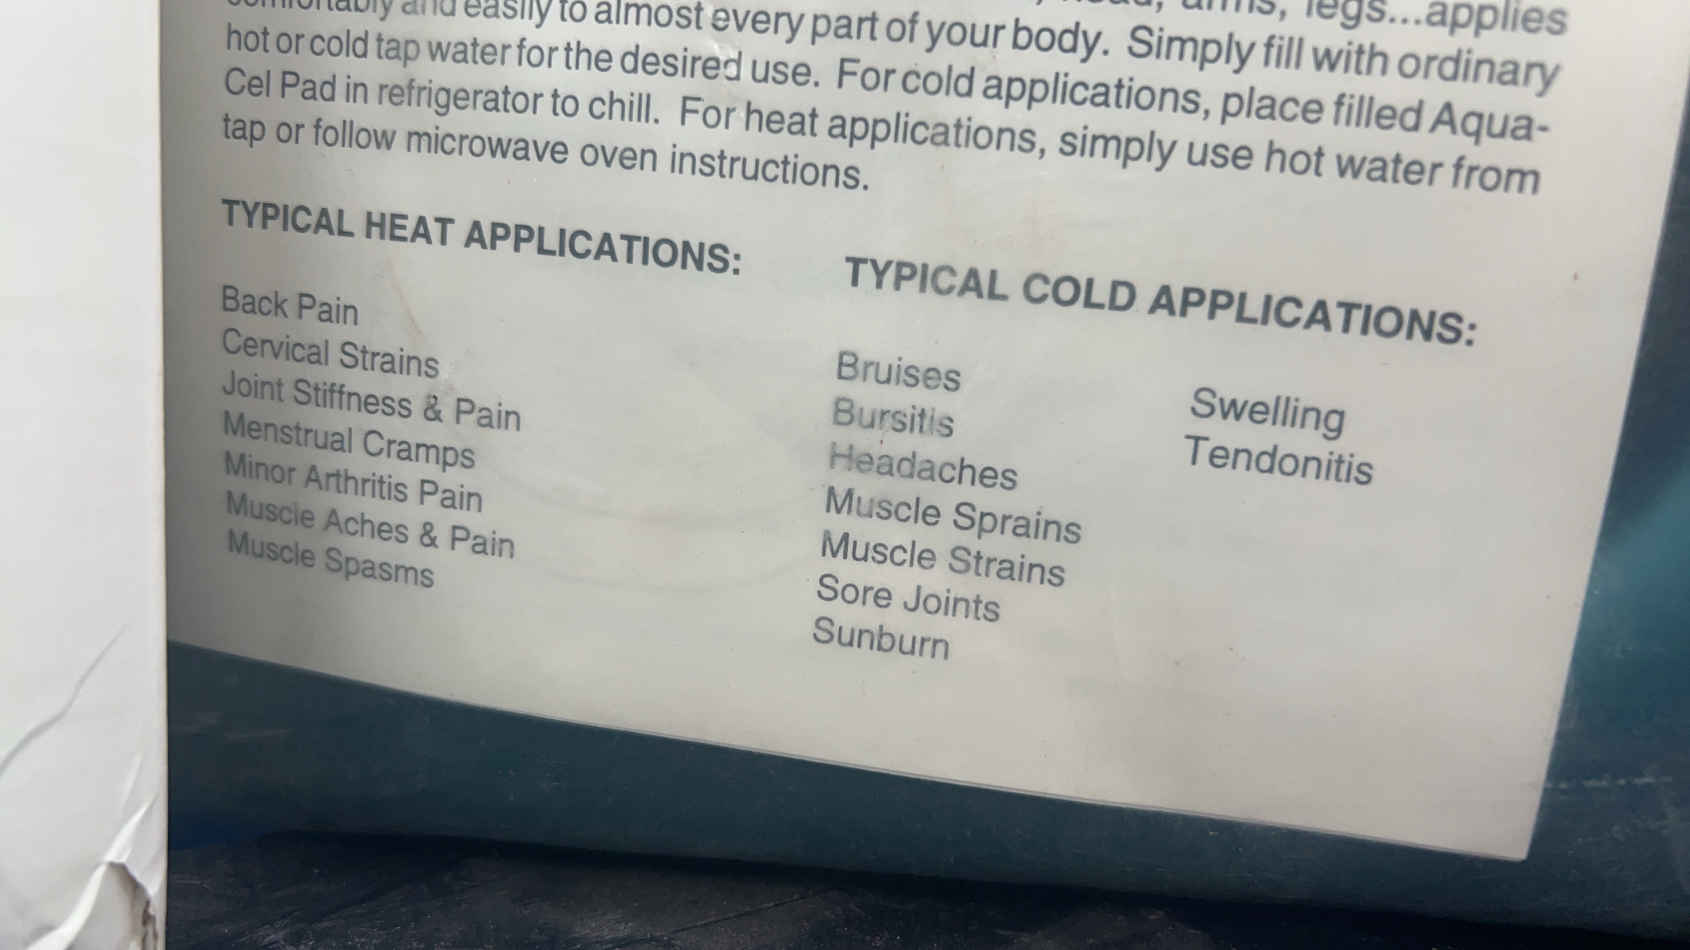 and easily to almost every part of your body. Simply fill with ordinary
arms, legs...applies
hot or cold tap water for the desired use. For cold applications, place filled Aqua-
Cel Pad in refrigerator to chill. For heat applications, simply use hot water from
tap or follow microwave oven instructions.
TYPICAL HEAT APPLICATIONS:
Back Pain
Cervical Strains
Joint Stiffness & Pain
Menstrual Cramps
Minor Arthritis Pain
Muscle Aches & Pain
Muscle Spasms
TYPICAL COLD APPLICATIONS:
Bruises
Bursitis
Headaches
Muscle Sprains
Muscle Strains
Sore Joints
Sunburn
Swelling
Tendonitis